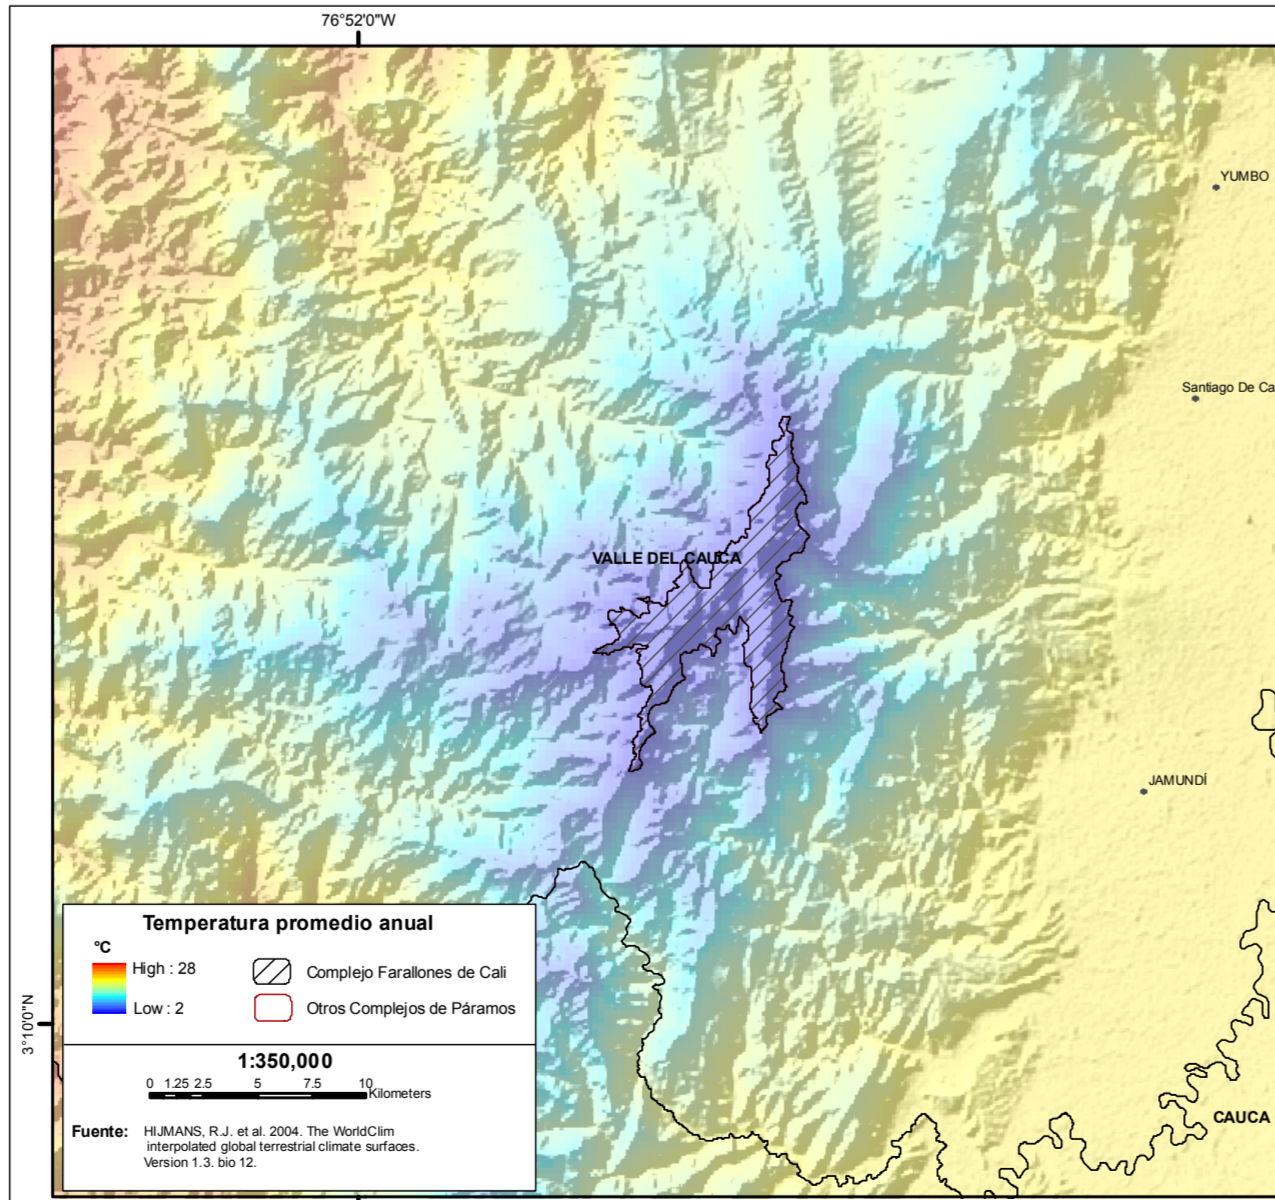 76°52'0"W
YUMBO
Santiago De Ca
VALLE DEL CAUCA
JAMUNDÍ
Temperatura promedio anual
°C
High : 28
Low : 2
Complejo Farallones de Cali
Otros Complejos de Páramos
3°10'0"N
1:350,000
0 1.25 2.5 5 7.5 10
Kilometers
CAUCA
Fuente: HIJMANS, R.J. et al. 2004. The WorldClim
interpolated global terrestrial climate surfaces.
Version 1.3. bio 12.